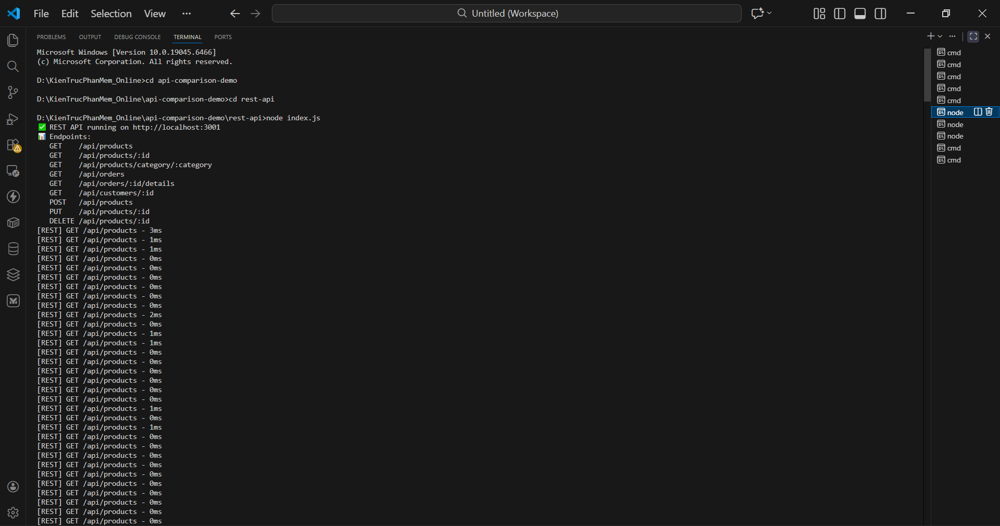 File Edit Selection View ··· Untitled (Workspace)
PROBLEMS OUTPUT DEBUG CONSOLE TERMINAL PORTS
Microsoft Windows [Version 10.0.19045.6466]
(c) Microsoft Corporation. All rights reserved.
D:\KienTrucPhanMem_Online>cd api-comparison-demo
D:\KienTrucPhanMem_Online\api-comparison-demo>cd rest-api
D:\KienTrucPhanMem_Online\api-comparison-demo\rest-api>node index.js
✅ REST API running on http://localhost:3001
📊 Endpoints:
GET    /api/products
GET    /api/products/:id
GET    /api/products/category/:category
GET    /api/orders
GET    /api/orders/:id/details
GET    /api/customers/:id
POST   /api/products
PUT    /api/products/:id
DELETE /api/products/:id
[REST] GET /api/products - 3ms
[REST] GET /api/products - 1ms
[REST] GET /api/products - 1ms
[REST] GET /api/products - 0ms
[REST] GET /api/products - 0ms
[REST] GET /api/products - 0ms
[REST] GET /api/products - 0ms
[REST] GET /api/products - 0ms
[REST] GET /api/products - 0ms
[REST] GET /api/products - 2ms
[REST] GET /api/products - 0ms
[REST] GET /api/products - 1ms
[REST] GET /api/products - 1ms
[REST] GET /api/products - 0ms
[REST] GET /api/products - 0ms
[REST] GET /api/products - 0ms
[REST] GET /api/products - 0ms
[REST] GET /api/products - 0ms
[REST] GET /api/products - 0ms
[REST] GET /api/products - 1ms
[REST] GET /api/products - 0ms
[REST] GET /api/products - 1ms
[REST] GET /api/products - 0ms
[REST] GET /api/products - 0ms
[REST] GET /api/products - 0ms
[REST] GET /api/products - 0ms
[REST] GET /api/products - 0ms
[REST] GET /api/products - 0ms
[REST] GET /api/products - 0ms
[REST] GET /api/products - 0ms
[REST] GET /api/products - 0ms
[REST] GET /api/products - 0ms
cmd
cmd
cmd
cmd
cmd
node
node
node
cmd
cmd